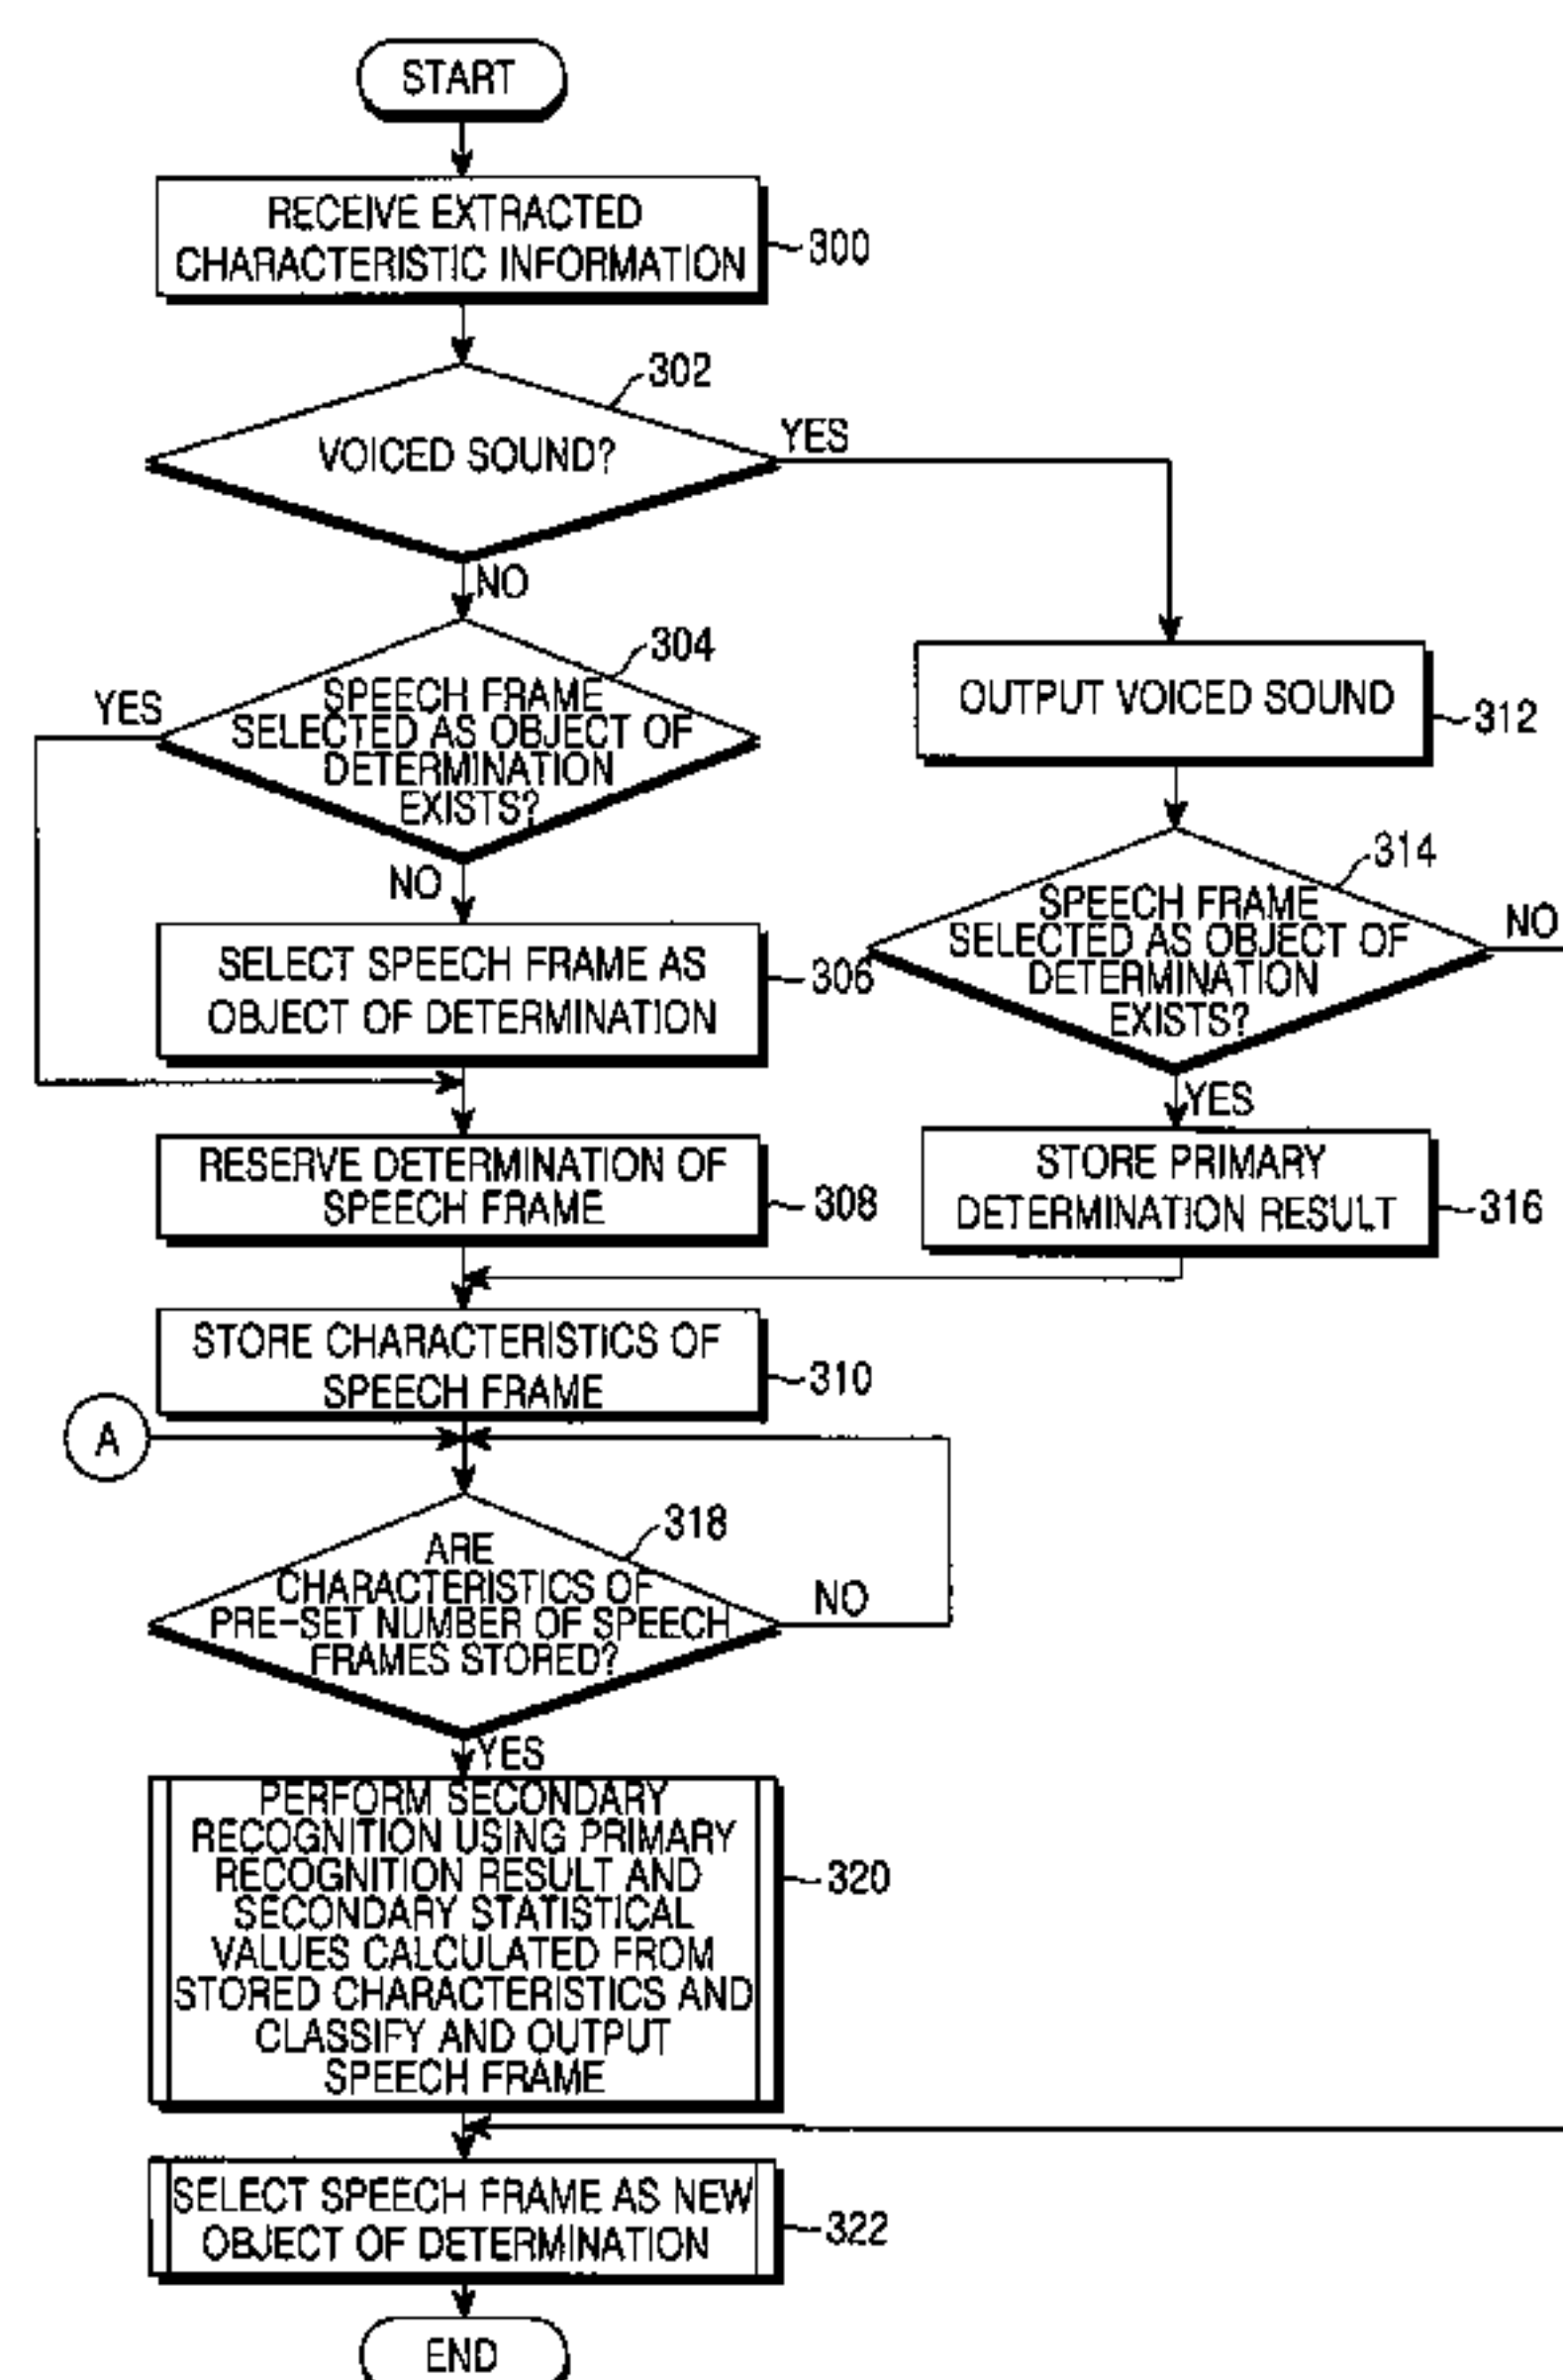 START
RECEIVE EXTRACTED
CHARACTERISTIC INFORMATION
300
302
VOICED SOUND?
YES
NO
304
SPEECH FRAME
SELECTED AS OBJECT OF
DETERMINATION
EXISTS?
YES
NO
OUTPUT VOICED SOUND
312
314
SPEECH FRAME
SELECTED AS OBJECT OF
DETERMINATION
EXISTS?
NO
YES
SELECT SPEECH FRAME AS
OBJECT OF DETERMINATION
306
RESERVE DETERMINATION OF
SPEECH FRAME
308
STORE PRIMARY
DETERMINATION RESULT
316
STORE CHARACTERISTICS OF
SPEECH FRAME
310
A
318
ARE
CHARACTERISTICS OF
PRE-SET NUMBER OF SPEECH
FRAMES STORED?
NO
YES
PERFORM SECONDARY
RECOGNITION USING PRIMARY
RECOGNITION RESULT AND
SECONDARY STATISTICAL
VALUES CALCULATED FROM
STORED CHARACTERISTICS AND
CLASSIFY AND OUTPUT
SPEECH FRAME
320
SELECT SPEECH FRAME AS NEW
OBJECT OF DETERMINATION
322
END